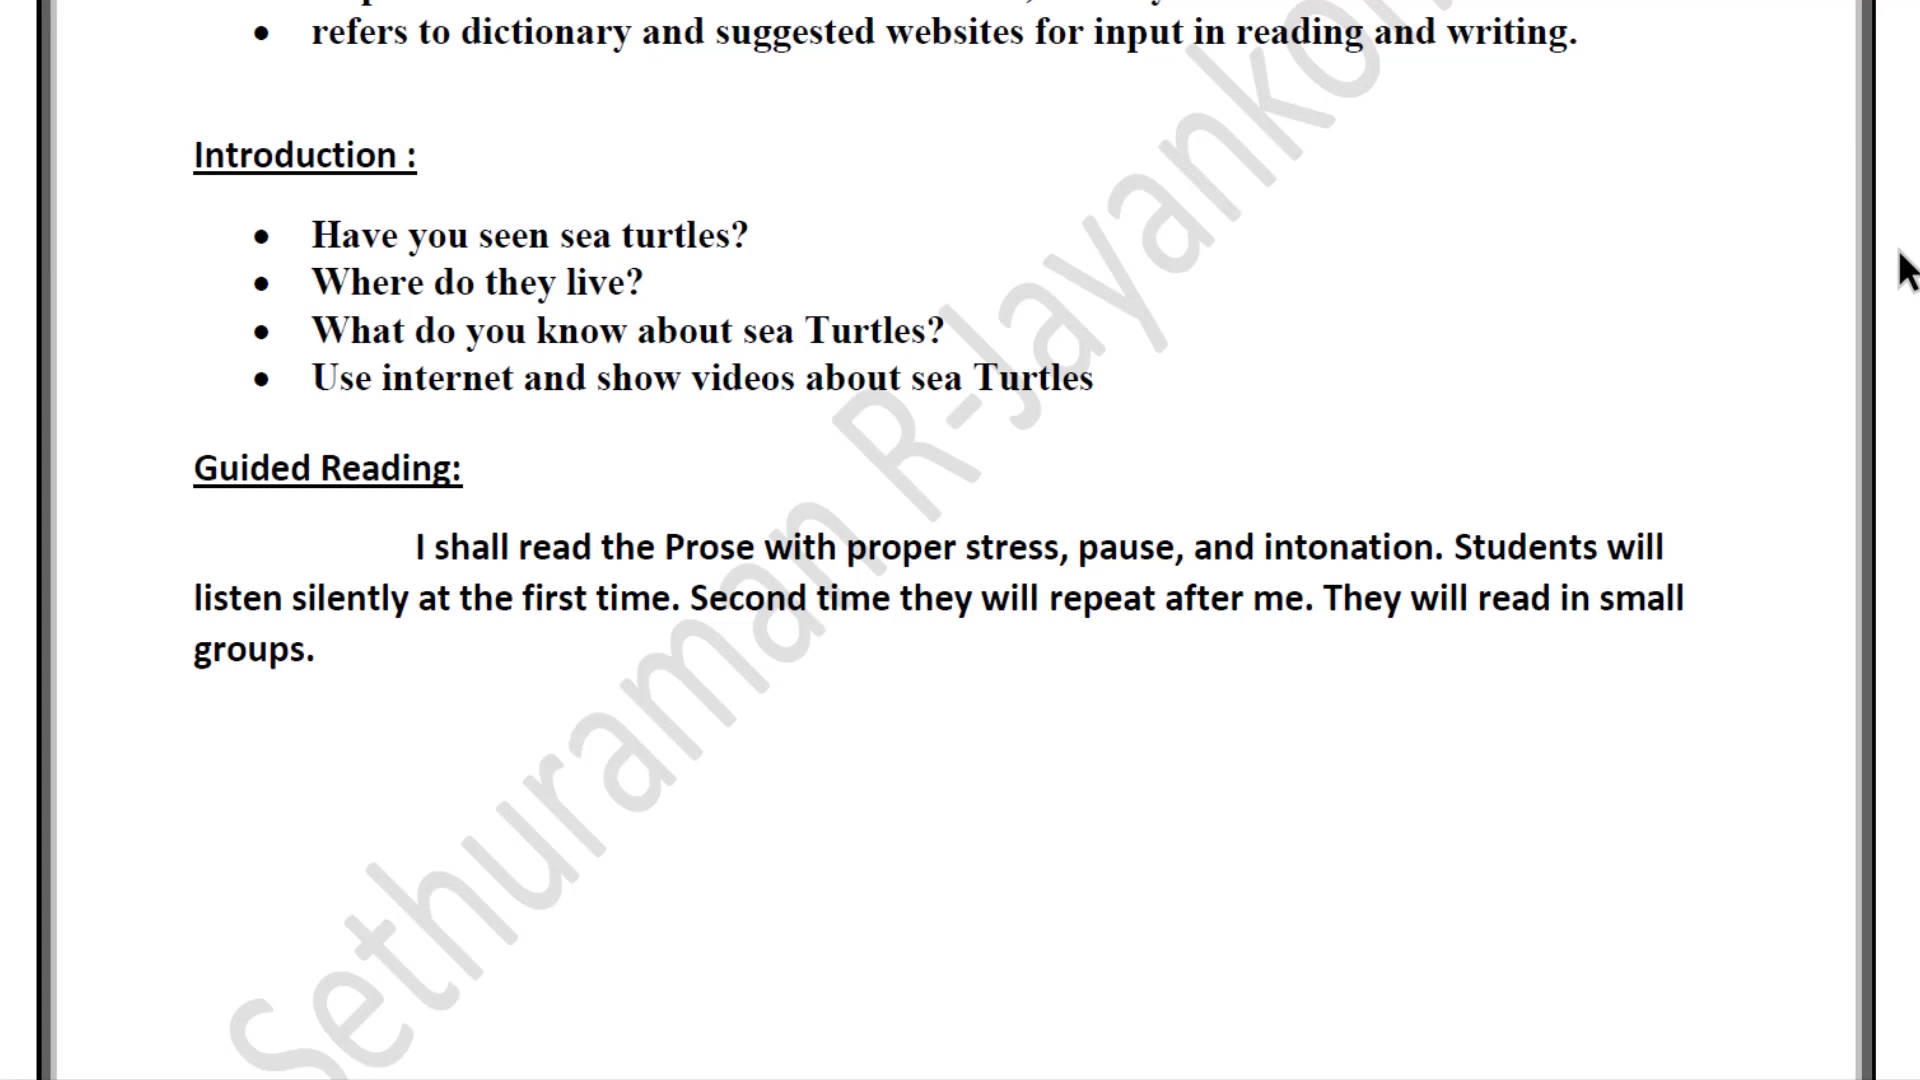 • refers to dictionary and suggested websites for input in reading and writing.
Introduction :
• Have you seen sea turtles?
• Where do they live?
• What do you know about sea Turtles?
• Use internet and show videos about sea Turtles
Guided Reading:
I shall read the Prose with proper stress, pause, and intonation. Students will
listen silently at the first time. Second time they will repeat after me. They will read in small
groups.
Sethuraman R-Jayankon